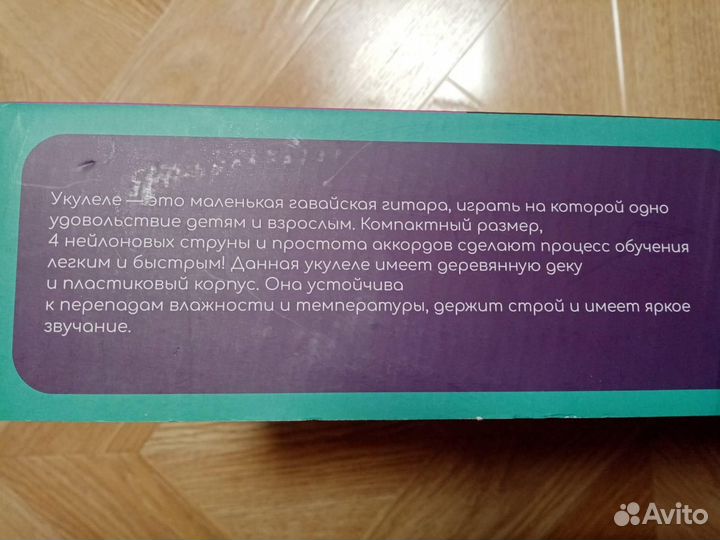 Укулеле — это маленькая гавайская гитара, играть на которой одно
удовольствие детям и взрослым. Компактный размер,
4 нейлоновых струны и простота аккордов сделают процесс обучения
легким и быстрым! Данная укулеле имеет деревянную деку
и пластиковый корпус. Она устойчива
к перепадам влажности и температуры, держит строй и имеет яркое
звучание.
Avito